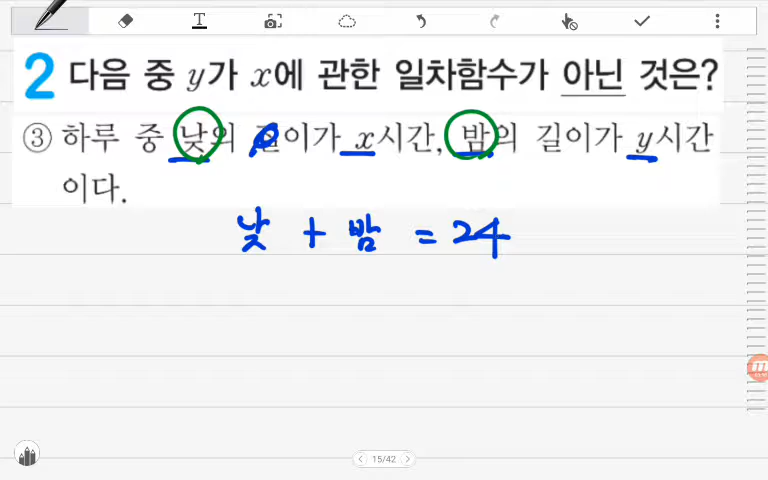 T
2 다음 중 y가 x에 관한 일차함수가 아닌 것은?
③ 하루 중 낮의 길이가 x시간, 밤의 길이가 y시간
이다.
낮 + 밤 = 24
15/42